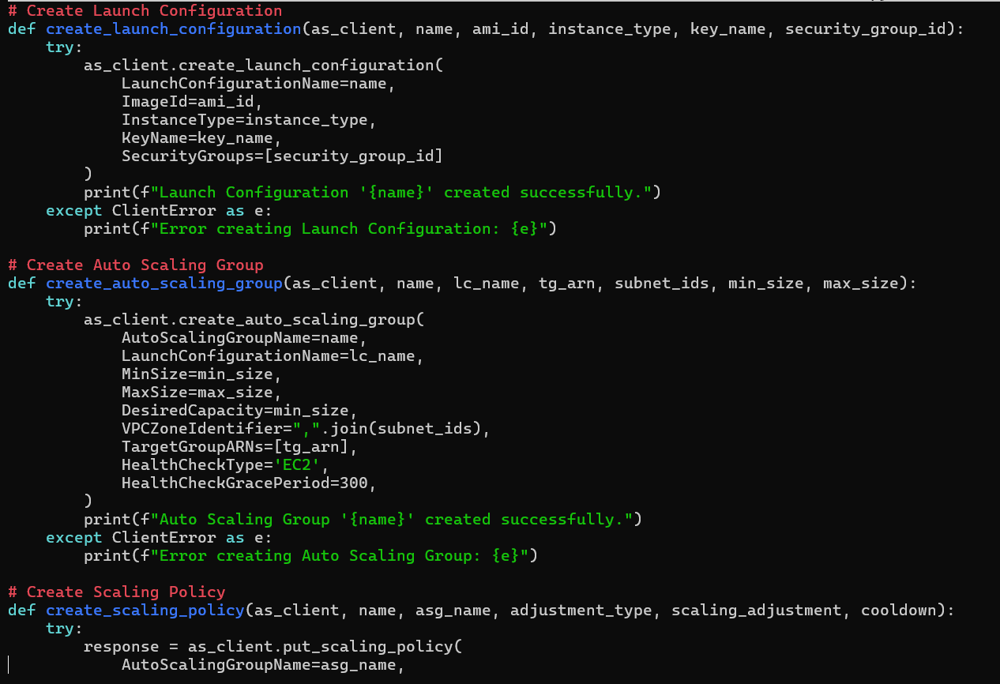 # Create Launch Configuration
def create_launch_configuration(as_client, name, ami_id, instance_type, key_name, security_group_id):
    try:
        as_client.create_launch_configuration(
            LaunchConfigurationName=name,
            ImageId=ami_id,
            InstanceType=instance_type,
            KeyName=key_name,
            SecurityGroups=[security_group_id]
        )
        print(f"Launch Configuration '{name}' created successfully.")
    except ClientError as e:
        print(f"Error creating Launch Configuration: {e}")

# Create Auto Scaling Group
def create_auto_scaling_group(as_client, name, lc_name, tg_arn, subnet_ids, min_size, max_size):
    try:
        as_client.create_auto_scaling_group(
            AutoScalingGroupName=name,
            LaunchConfigurationName=lc_name,
            MinSize=min_size,
            MaxSize=max_size,
            DesiredCapacity=min_size,
            VPCZoneIdentifier=",".join(subnet_ids),
            TargetGroupARNs=[tg_arn],
            HealthCheckType='EC2',
            HealthCheckGracePeriod=300,
        )
        print(f"Auto Scaling Group '{name}' created successfully.")
    except ClientError as e:
        print(f"Error creating Auto Scaling Group: {e}")

# Create Scaling Policy
def create_scaling_policy(as_client, name, asg_name, adjustment_type, scaling_adjustment, cooldown):
    try:
        response = as_client.put_scaling_policy(
            AutoScalingGroupName=asg_name,